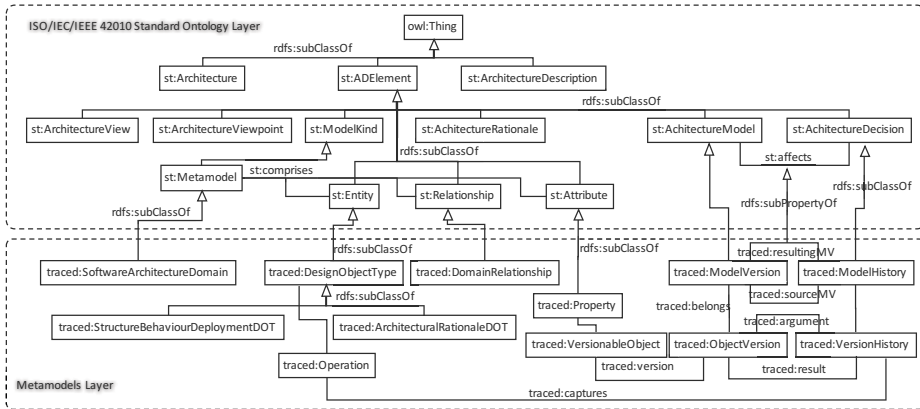 ISO/IEC/IEEE 42010 Standard Ontology Layer
owl:Thing
rdfs:subClassOf
st:Architecture
st:ADElement
st:ArchitectureDescription
rdfs:subClassOf
st:ArchitectureView
st:ArchitectureViewpoint
st:ModelKind
st:AchitectureRationale
st:AchitectureModel
st:AchitectureDecision
rdfs:subClassOf
st:affects
st:comprises
st:Metamodel
rdfs:subClassOf
st:Entity
st:Relationship
st:Attribute
rdfs:subPropertyOf
rdfs:subClassOf
rdfs:subClassOf
rdfs:subClassOf
traced:resultingMV
traced:SoftwareArchitectureDomain
traced:DesignObjectType
traced:DomainRelationship
traced:ModelVersion
traced:ModelHistory
rdfs:subClassOf
traced:sourceMV
traced:Property
traced:belongs
traced:StructureBehaviourDeploymentDOT
traced:ArchitecturalRationaleDOT
traced:argument
traced:VersionableObject
traced:ObjectVersion
traced:VersionHistory
traced:Operation
traced:version
traced:result
Metamodels Layer
traced:captures